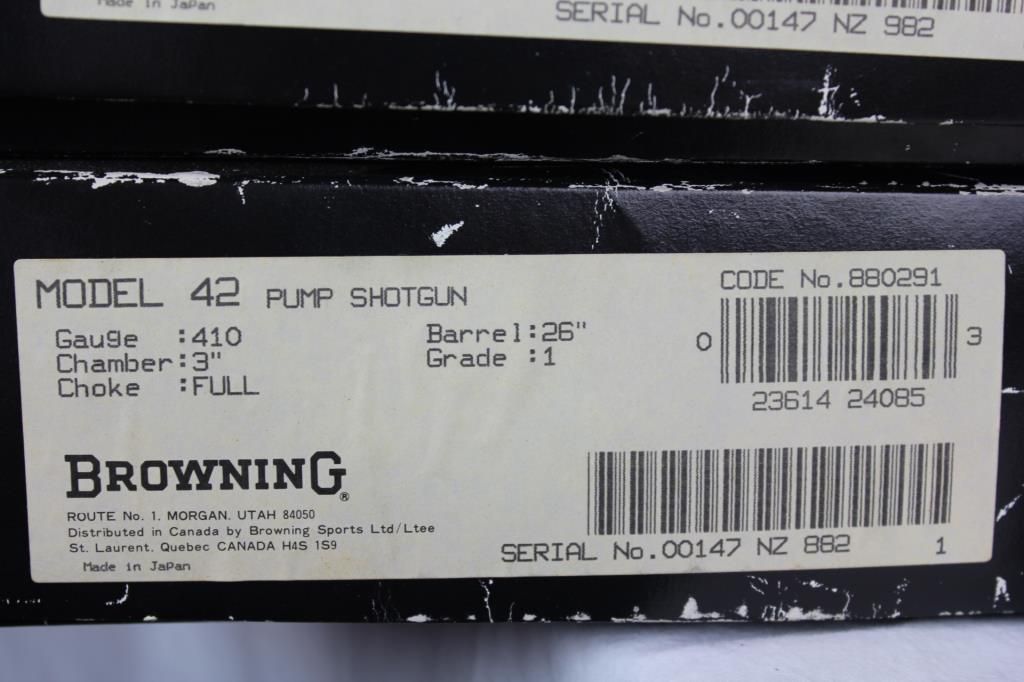 Made in Japan
SERIAL No.00147 NZ 982
MODEL 42 PUMP SHOTGUN
CODE No.880291
Gauge :410
Barrel:26"
Chamber:3"
Grade :1
Choke :FULL
0 3
23614 24085
BROWNING®
ROUTE No. 1, MORGAN, UTAH 84050
Distributed in Canada by Browning Sports Ltd/Ltee
St. Laurent, Quebec CANADA H4S 1S9
SERIAL No.00147 NZ 882 1
Made in Japan